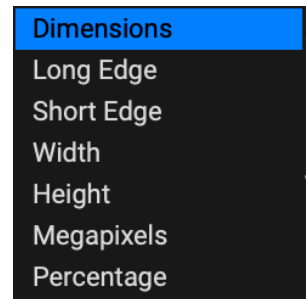 Dimensions
Long Edge
Short Edge
Width
Height
Megapixels
Percentage